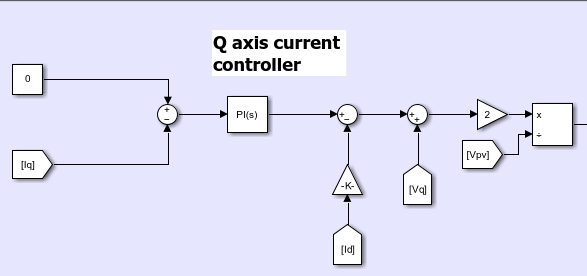 Q axis current
controller
0
+
−
PI(s)
+
−
+
+
2
x
÷
[Iq]
[Vpv]
-K-
[Vq]
[Id]